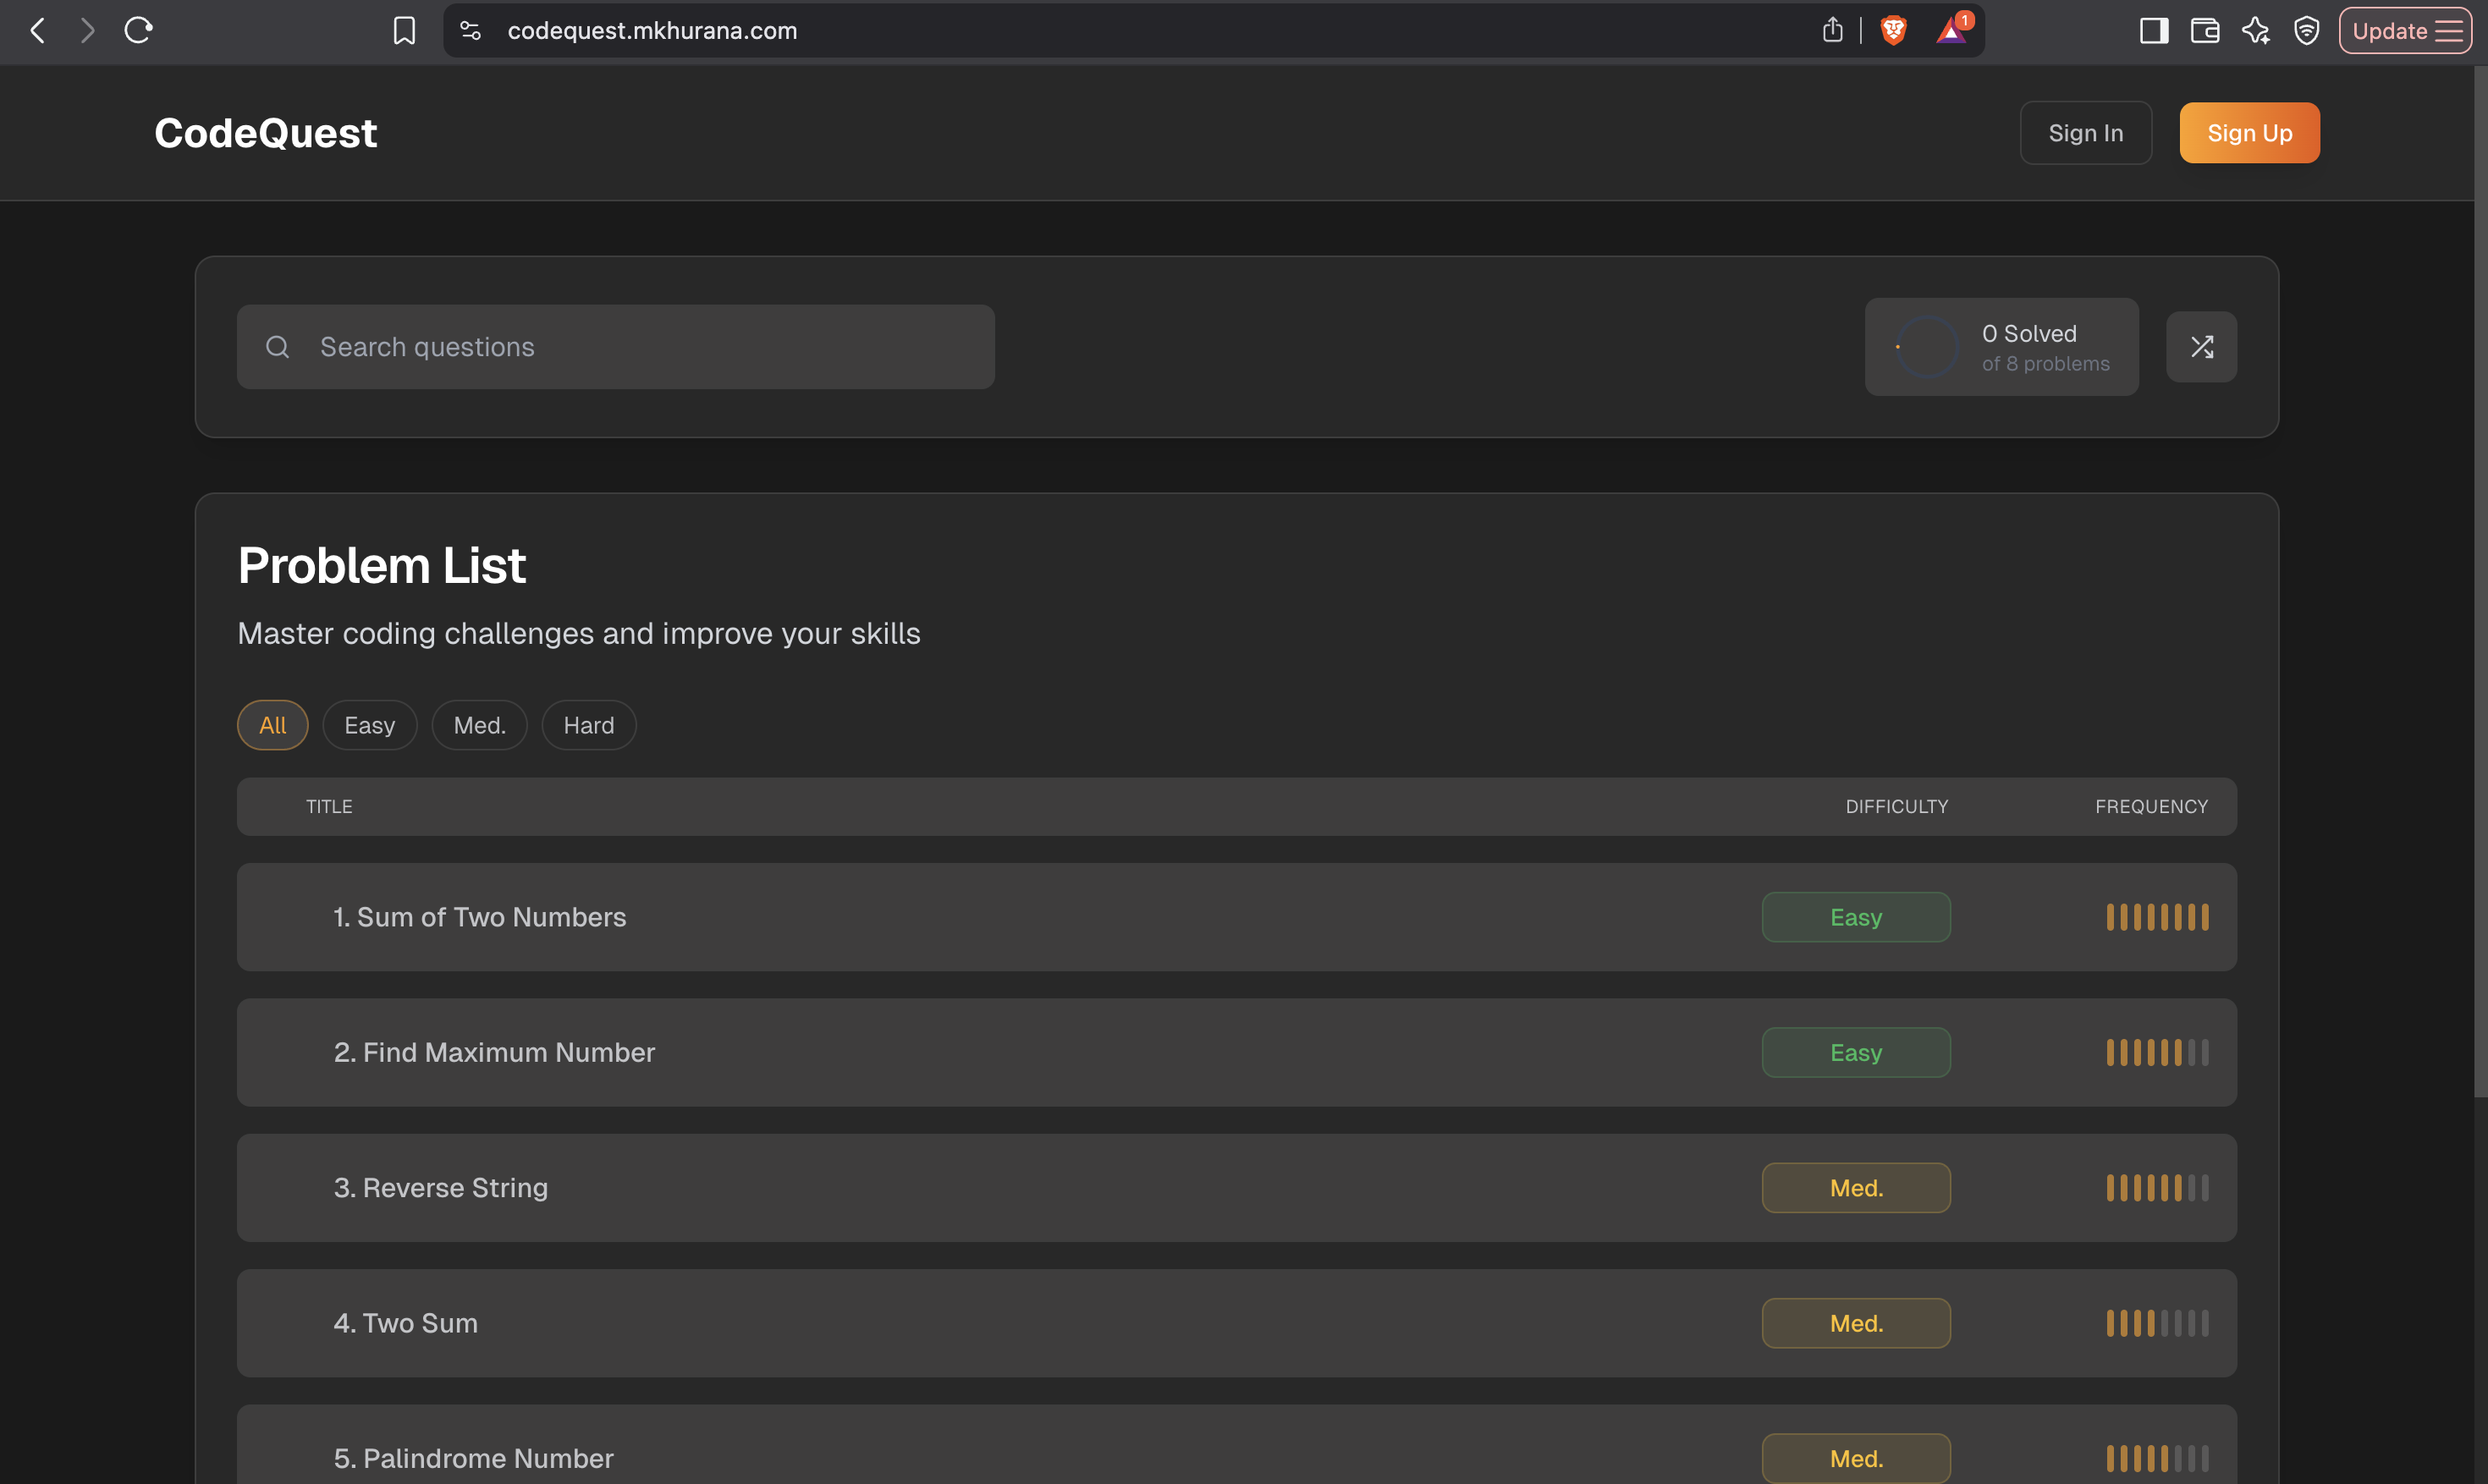 codequest.mkhurana.com
1
Update
CodeQuest
Sign In
Sign Up
Search questions
0 Solved
of 8 problems
Problem List
Master coding challenges and improve your skills
All
Easy
Med.
Hard
TITLE
DIFFICULTY
FREQUENCY
1. Sum of Two Numbers
Easy
2. Find Maximum Number
Easy
3. Reverse String
Med.
4. Two Sum
Med.
5. Palindrome Number
Med.